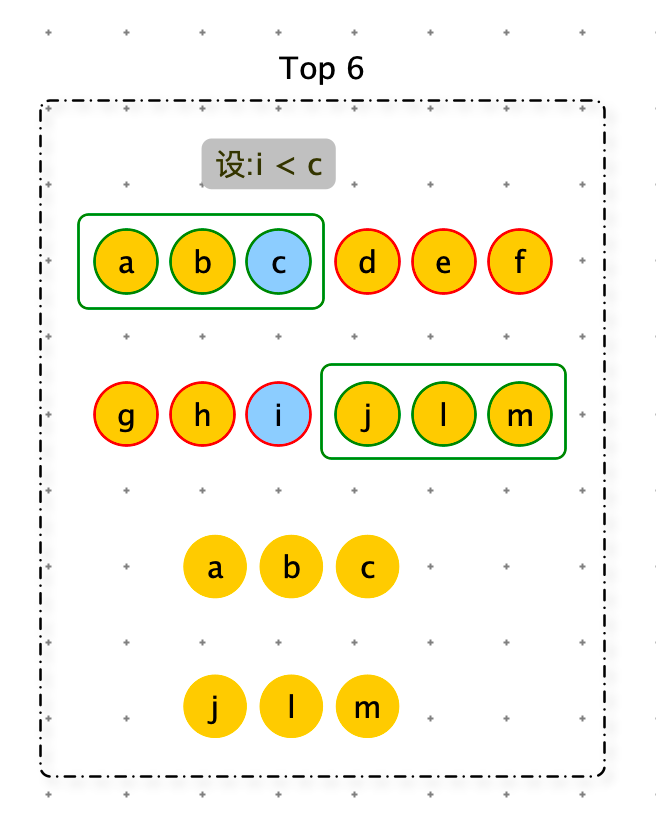 Top 6
设:i < c
a b c d e f
g h i j l m
a b c
j l m